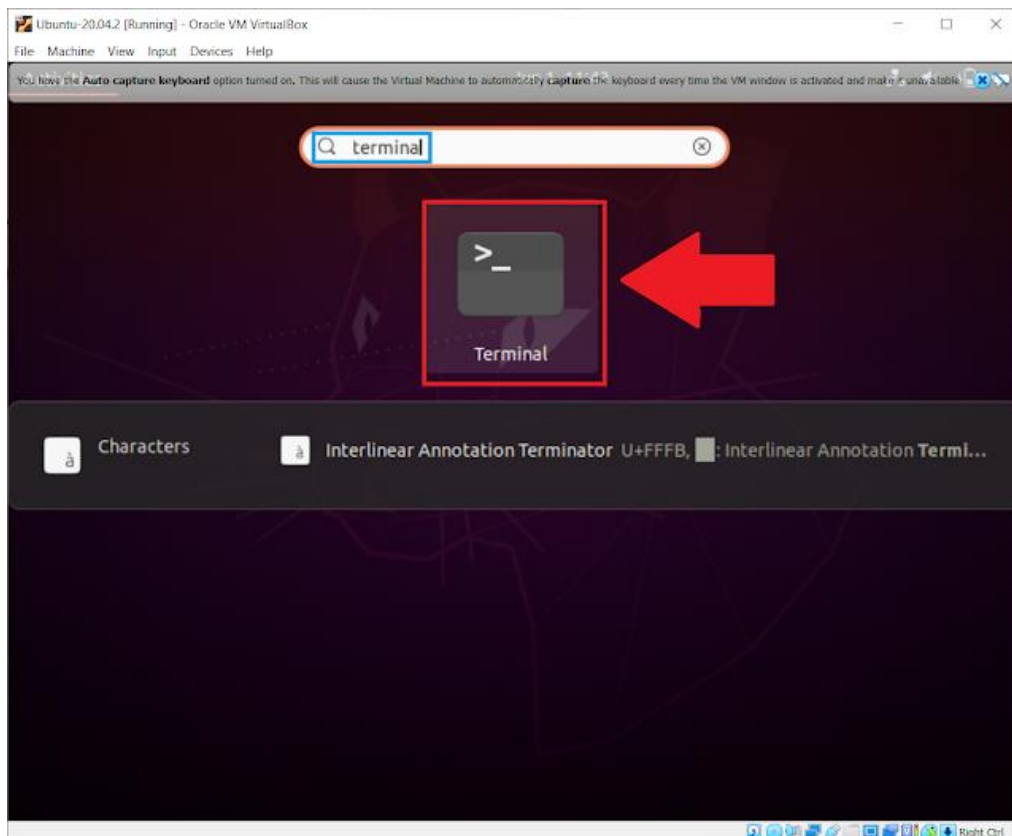 Ubuntu-20.04.2 [Running] - Oracle VM VirtualBox
File Machine View Input Devices Help
You have the Auto capture keyboard option turned on. This will cause the Virtual Machine to automatically capture the keyboard every time the VM window is activated and make it unavailable
terminal
>_
Terminal
à Characters à Interlinear Annotation Terminator U+FFFB, : Interlinear Annotation Termi...
Right Ctrl